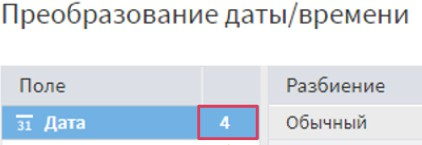 Преобразование даты/времени
Поле Разбиение
31 Дата 4 Обычный